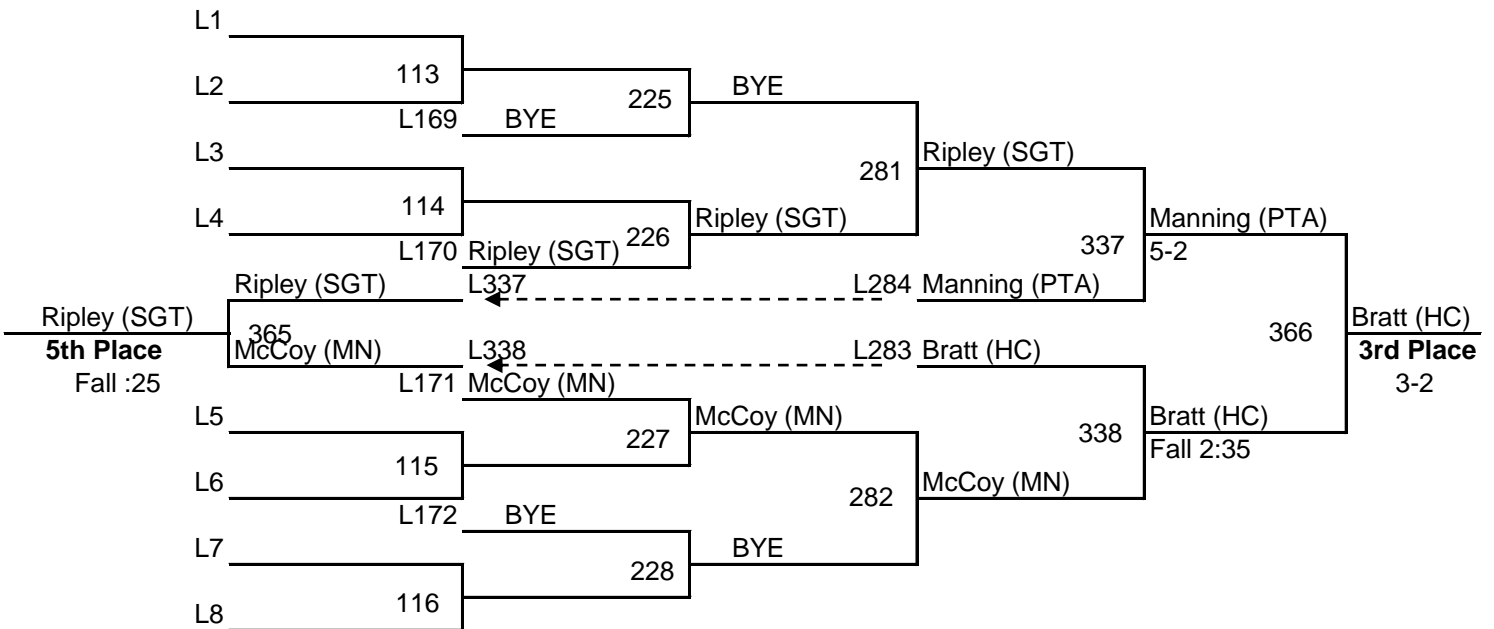 L1
113
L2
BYE
225
L169 BYE
L3
Ripley (SGT)
281
114
L4
Ripley (SGT)
Manning (PTA)
226
337
5-2
L170 Ripley (SGT)
Ripley (SGT)
L337
L284 Manning (PTA)
Ripley (SGT)
365
366
Bratt (HC)
5th Place
McCoy (MN)
L338
L283 Bratt (HC)
3rd Place
Fall :25
L171 McCoy (MN)
3-2
L5
McCoy (MN)
Bratt (HC)
227
338
Fall 2:35
115
L6
McCoy (MN)
282
L172 BYE
L7
BYE
228
116
L8